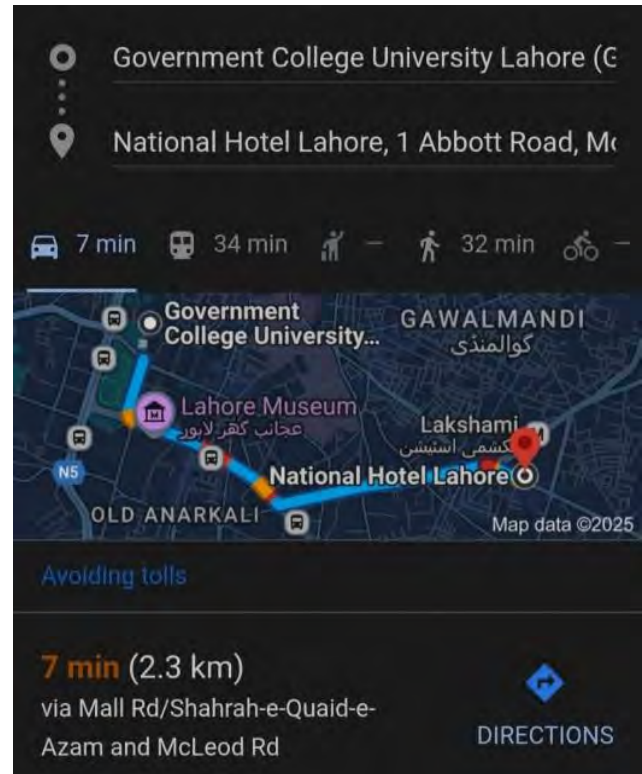 Government College University Lahore (G
National Hotel Lahore, 1 Abbott Road, Mc
7 min 34 min — 32 min —
Government
College University...
GAWALMANDI
گوالمنڈی
Lahore Museum
عجائب گھر لاہور
Lakshami
لکشمی اسٹیشن
M
N5
National Hotel Lahore
OLD ANARKALI
Map data ©2025
Avoiding tolls
7 min (2.3 km)
via Mall Rd/Shahrah-e-Quaid-e-
Azam and McLeod Rd
DIRECTIONS